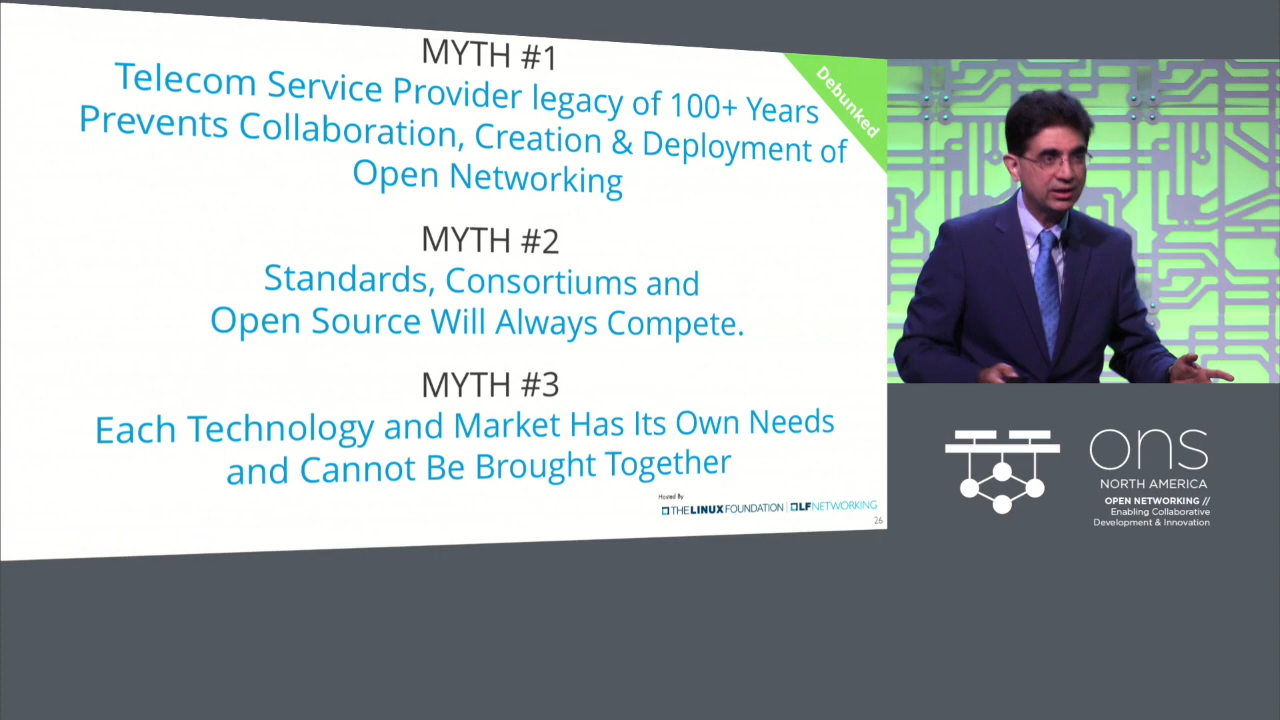 MYTH #1
Telecom Service Provider legacy of 100+ Years
Prevents Collaboration, Creation & Deployment of
Open Networking
Debunked
MYTH #2
Standards, Consortiums and
Open Source Will Always Compete.
MYTH #3
Each Technology and Market Has Its Own Needs
and Cannot Be Brought Together
Hosted By
THE LINUX FOUNDATION | LF NETWORKING
26
ons
NORTH AMERICA
OPEN NETWORKING //
Enabling Collaborative
Development & Innovation